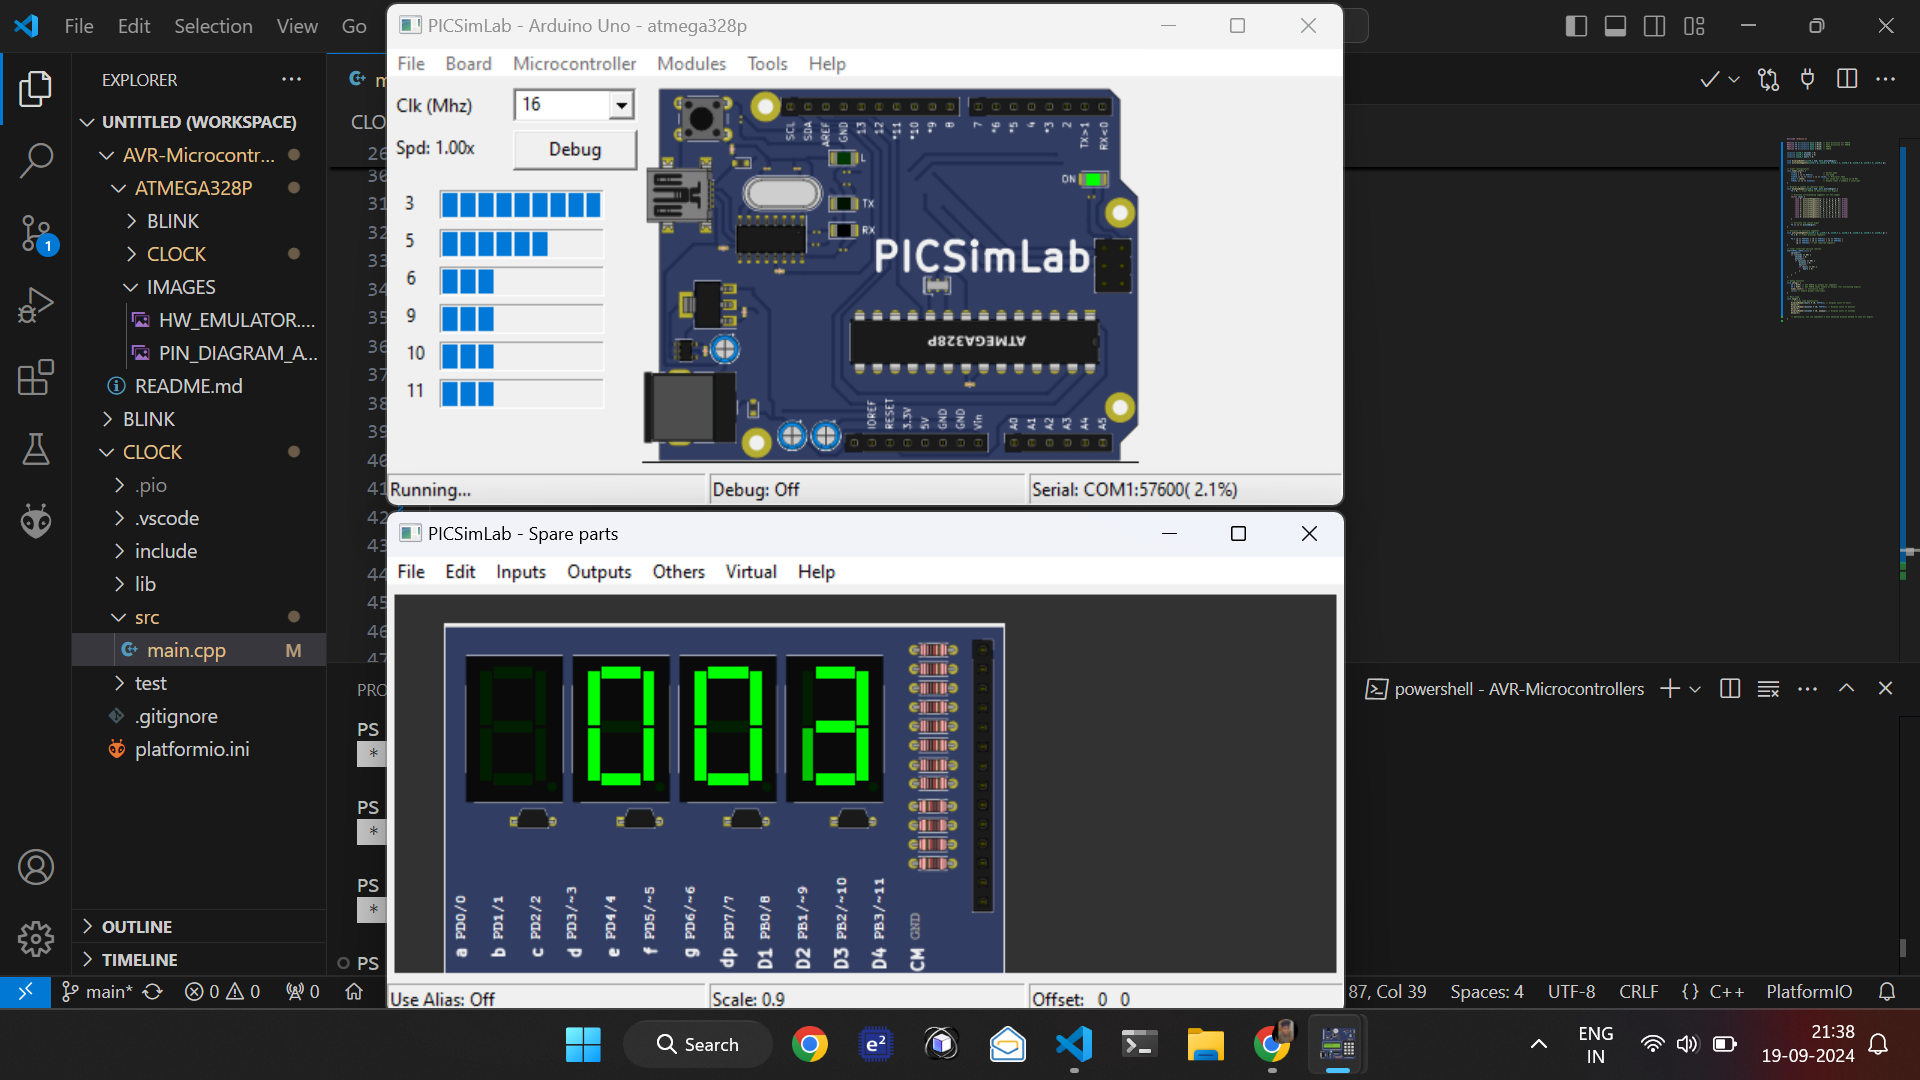 File Edit Selection View Go
EXPLORER
UNTITLED (WORKSPACE)
AVR-Microcontr...
ATMEGA328P
BLINK
CLOCK
IMAGES
HW_EMULATOR....
PIN_DIAGRAM_A...
README.md
BLINK
CLOCK
.pio
.vscode
include
lib
src
main.cpp M
test
.gitignore
platformio.ini
OUTLINE
TIMELINE
1
CLO
26
30
31
32
33
34
35
36
37
38
39
40
41
42
43
44
45
46
47
PRO
PS
*
PS
*
PS
*
PS
PICSimLab - Arduino Uno - atmega328p
File Board Microcontroller Modules Tools Help
Clk (Mhz) 16
Spd: 1.00x Debug
3
5
6
9
10
11
SCL SDA AREF GND 13 12 *11 *10 *9 8 7 *6 *5 4 *3 2 TX>1 RX<0
L
ON
TX
RX
PICSimLab
ATMEGA328P
IOREF RESET 3.3V 5V GND GND Vin A0 A1 A2 A3 A4 A5
Running... Debug: Off Serial: COM1:57600( 2.1%)
PICSimLab - Spare parts
File Edit Inputs Outputs Others Virtual Help
003
a PD0/0
b PD1/1
c PD2/2
d PD3/~3
e PD4/4
f PD5/~5
g PD6/~6
dp PD7/7
D1 PB0/8
D2 PB1/~9
D3 PB2/~10
D4 PB3/~11
CM GND
Use Alias: Off Scale: 0.9 Offset: 0 0
powershell - AVR-Microcontrollers
main* 0 0 0 87, Col 39 Spaces: 4 UTF-8 CRLF {} C++ PlatformIO
Search
e²
ENG
IN
21:38
19-09-2024